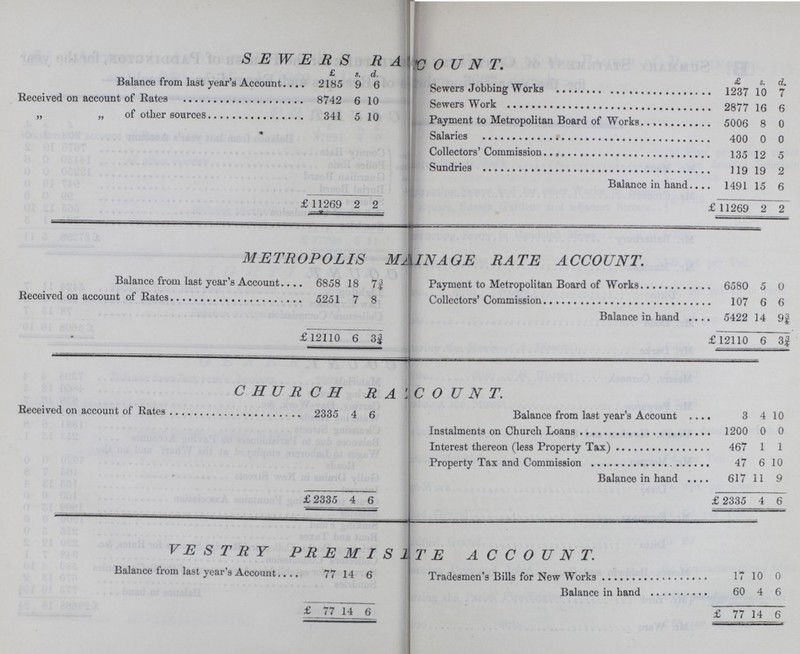 SEWERS RA COUNT.
£ s. d.
Balance from last year's Account.... 2185 9 6
Received on account of Rates .................... 8742 6 10
„ „ of other sources................ 341 5 10
£ 11269 2 2
£ s. d.
Sewers Jobbing Works ........................ 1237 10 7
Sewers Work ................................ 2877 16 6
Payment to Metropolitan Board of Works............ 5006 8 0
Salaries .................................... 400 0 0
Collectors' Commission........................ 135 12 5
Sundries .................................... 119 19 2
Balance in hand.... 1491 15 6
£ 11269 2 2
METROPOLIS MAINAGE RATE ACCOUNT.
Balance from last year's Account.... 6858 18 7¾
Received on account of Rates.................... 5251 7 8
£12110 6 3¾
Payment to Metropolitan Board of Works............ 6580 5 0
Collectors' Commission........................ 107 6 6
Balance in hand .... 5422 14 9¾
£12110 6 3¾
CHURCH RA COUNT.
Received on account of Rates .................... 2335 4 6
£2335 4 6
Balance from last year's Account .... 3 4 10
Instalments on Church Loans .................... 1200 0 0
Interest thereon (less Property Tax) .............. 467 1 1
Property Tax and Commission .................. 47 6 10
Balance in hand .... 617 11 9
£2335 4 6
VESTRY PREMISITE ACCOUNT.
Balance from last year's Account.... 77 14 6
£ 77 14 6
Tradesmen's Bills for New Works .................. 17 10 0
Balance in hand .......... 60 4 6
£ 77 14 6